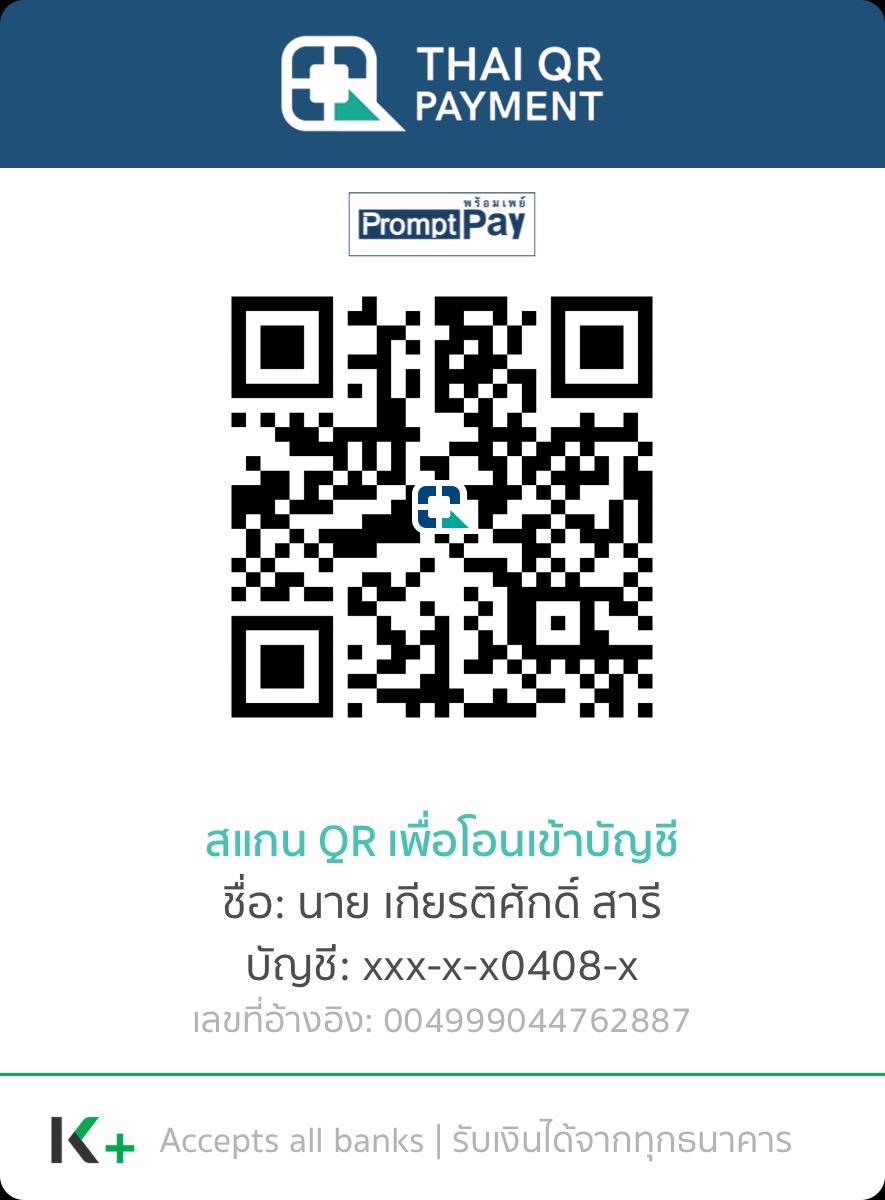 THAI QR
PAYMENT
พร้อมเพย์
PromptPay
สแกน QR เพื่อโอนเข้าบัญชี
ชื่อ: นาย เกียรติศักดิ์ สารี
บัญชี: xxx-x-x0408-x
เลขที่อ้างอิง: 004999044762887
K+ Accepts all banks | รับเงินได้จากทุกธนาคาร